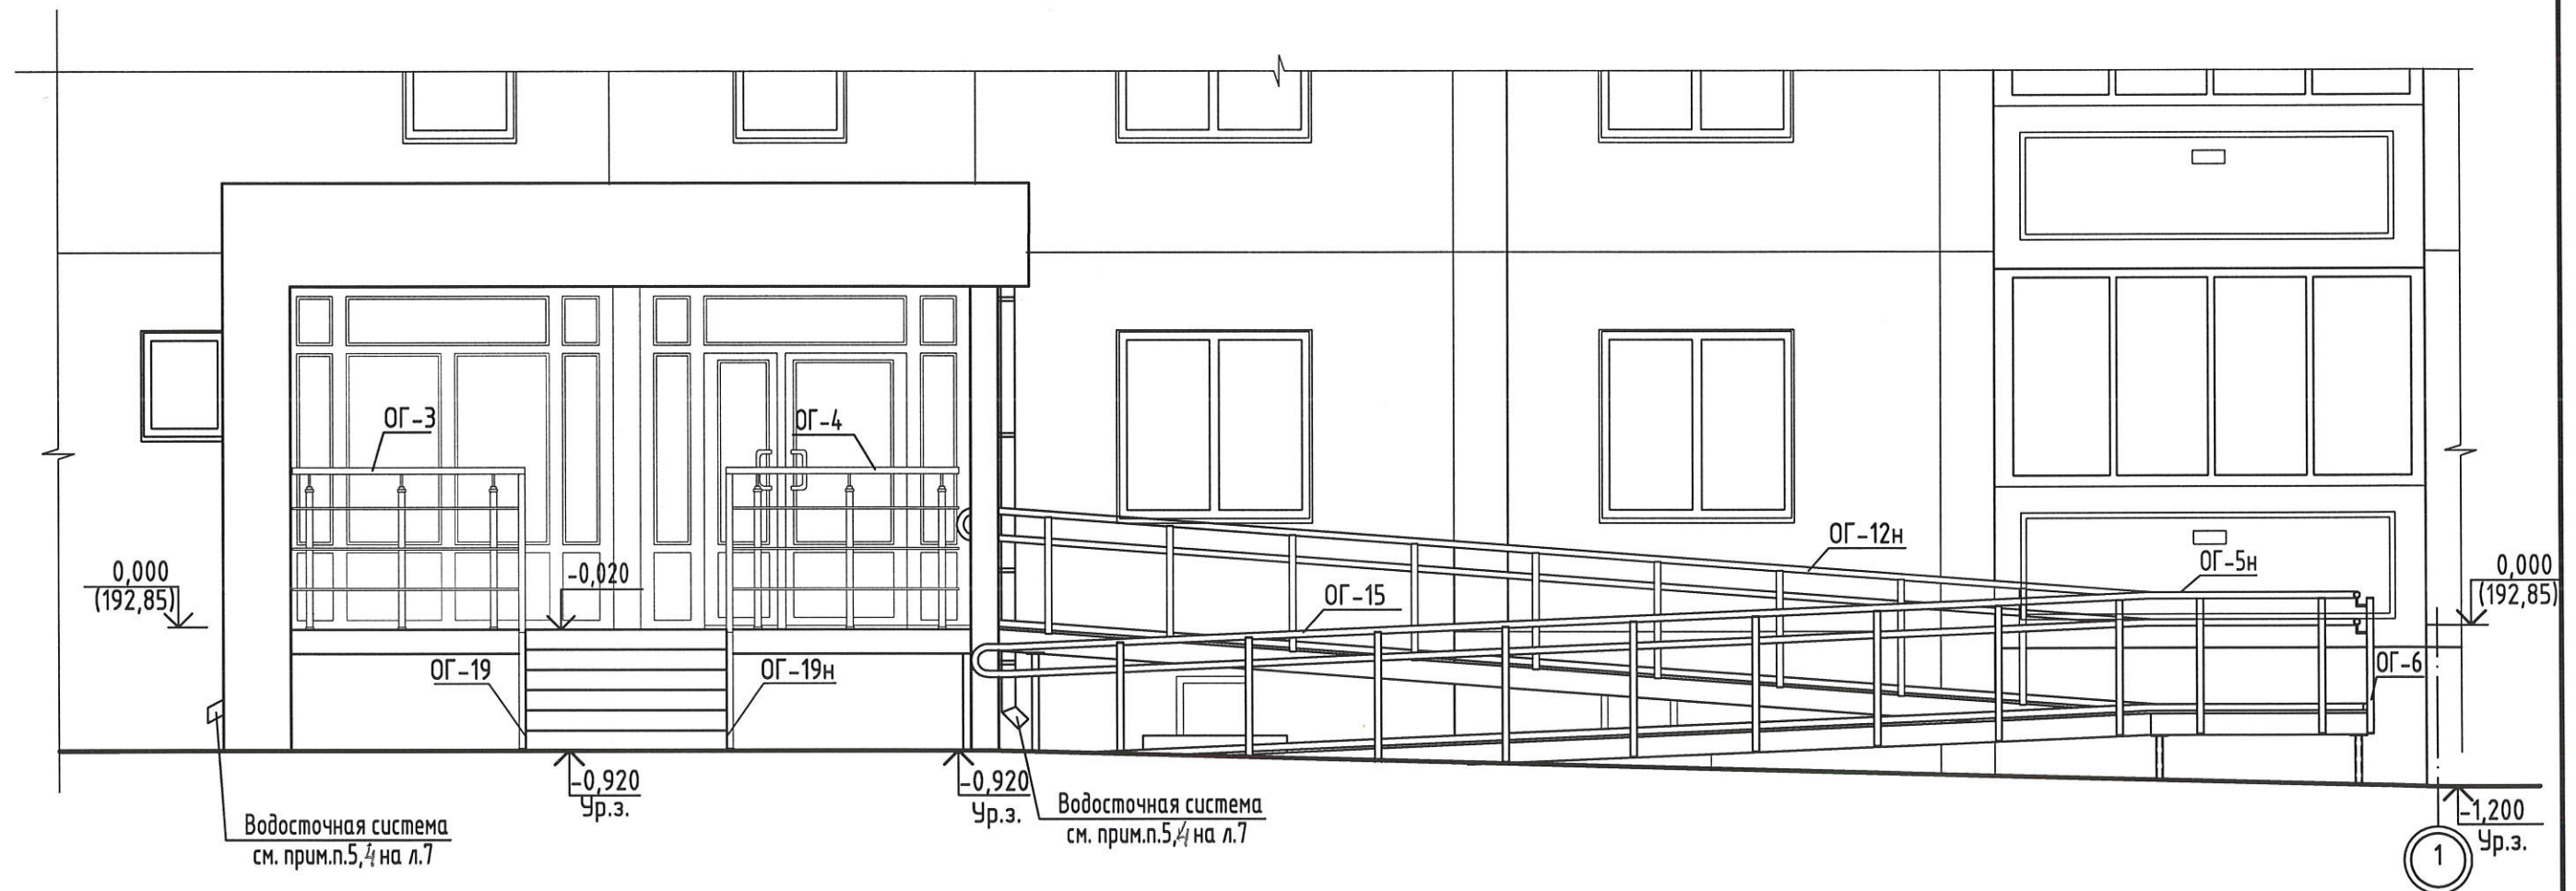 ОГ-3
ОГ-4
0,000
(192,85)
-0,020
ОГ-12н
ОГ-5н
ОГ-15
0,000
(192,85)
ОГ-19
ОГ-19н
ОГ-6
-0,920
Ур.з.
-0,920
Ур.з.
Водосточная система
см. прим.п.5,4 на л.7
Водосточная система
см. прим.п.5,4 на л.7
-1,200
Ур.з.
1